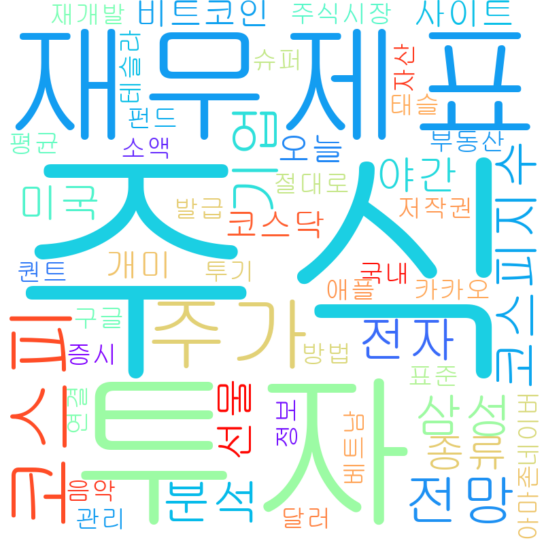 재개발 비트코인 주식시장 사이트
재무제표
테슬라
슈퍼
자산
태슬
펀드
평균
소액
기업
오늘
부동산
미국
주식
절대로
야간
발급
코스닥
저작권
코스피지수
퀀트
개미
투기
국내
애플
카카오
구글
주가
전자
코스피
증시
방법
표준
투자
연결
선물
정보
베트남
삼성
종류
아마존네이버
음악
관리
분석
달러
전망